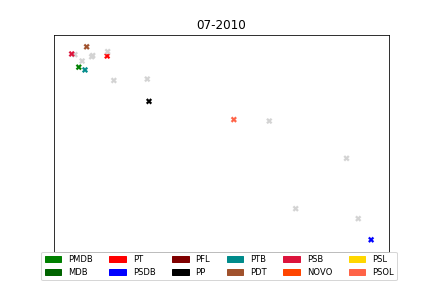 07-2010
PMDB PT PFL PTB PSB PSL
MDB PSDB PP PDT NOVO PSOL